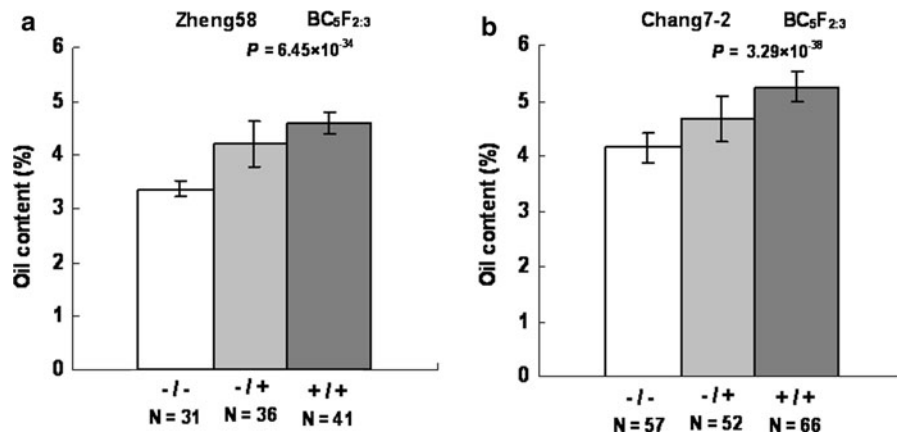 a
Zheng58 BC₅F₂:₃
P = 6.45×10⁻³⁴
Oil content (%)
6
5
4
3
2
1
0
-/- -/+ +/+
N = 31 N = 36 N = 41
b
Chang7-2 BC₅F₂:₃
P = 3.29×10⁻³⁸
Oil content (%)
6
5
4
3
2
1
0
-/- -/+ +/+
N = 57 N = 52 N = 66